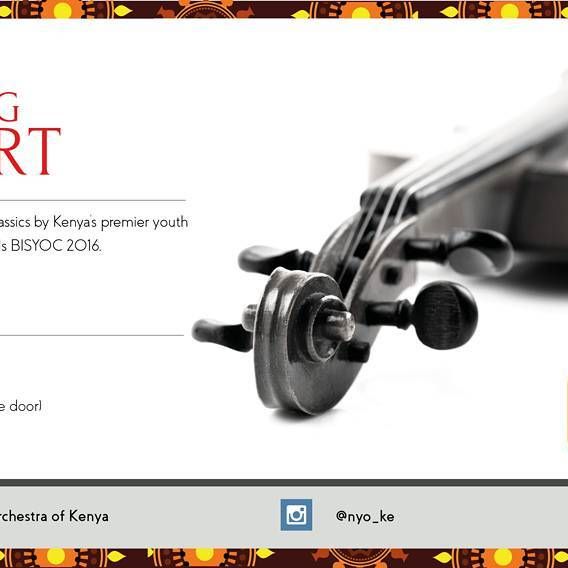 G
RT
assics by Kenya's premier youth
's BISYOC 2016.
e door)
rchestra of Kenya
@nyo_ke